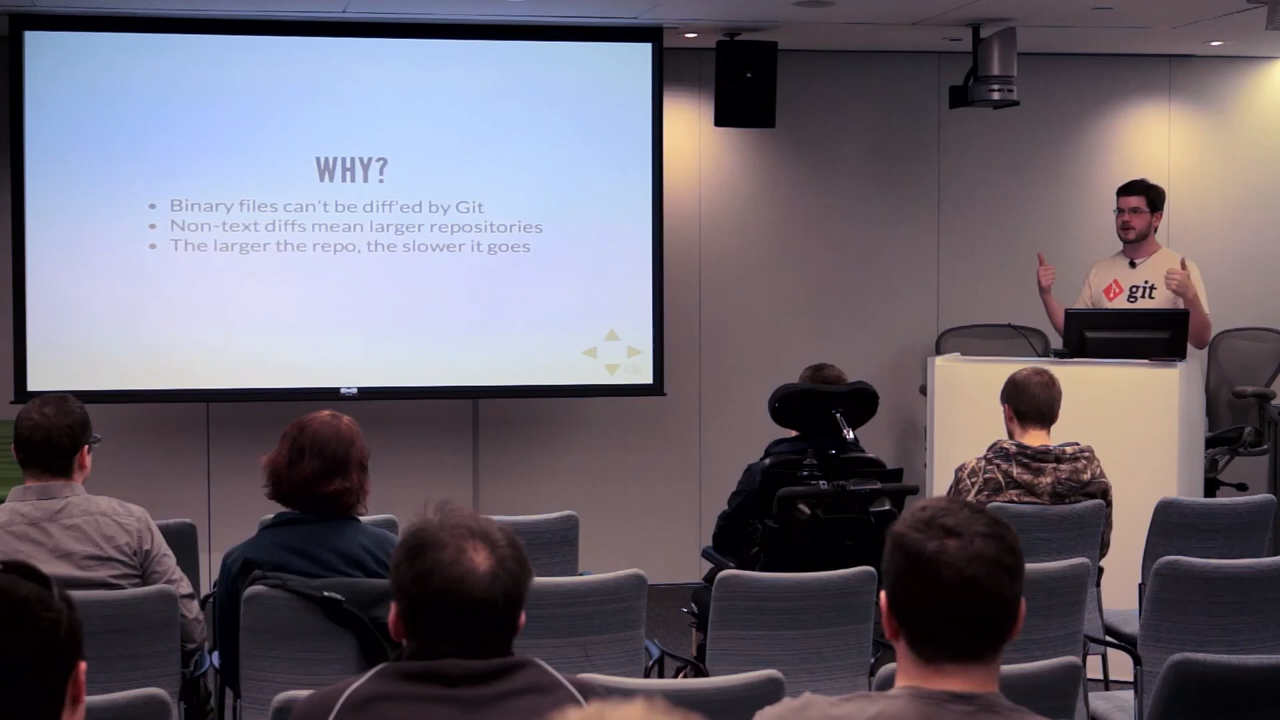 WHY?
Binary files can't be diff'ed by Git
Non-text diffs mean larger repositories
The larger the repo, the slower it goes
git